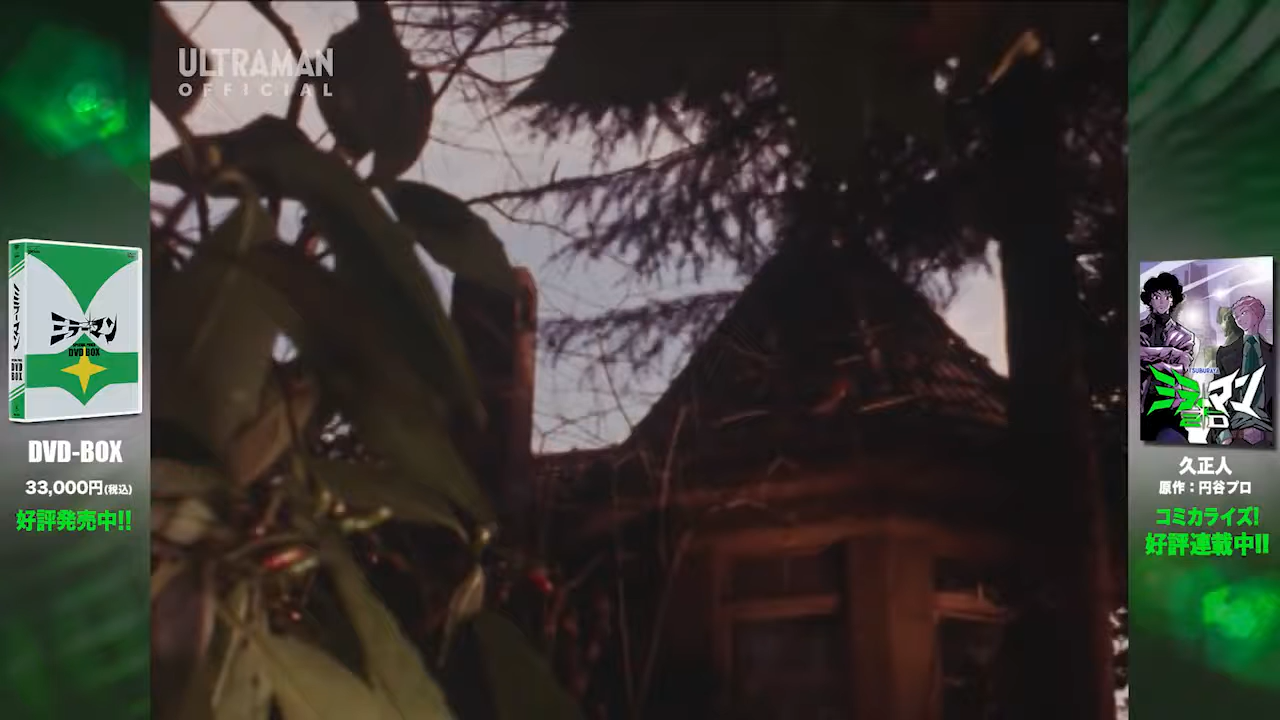 ULTRAMAN
OFFICIAL
ミラーマン
DVD BOX
DVD-BOX
33,000円(税込)
好評発売中!!
TSUBURAYA
ミラーマン
2D
久正人
原作:円谷プロ
コミカライズ!
好評連載中!!